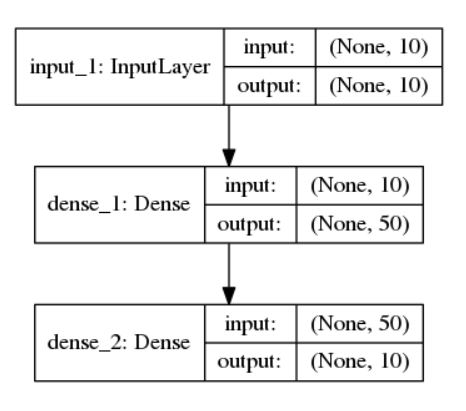 input_1: InputLayer
input:
(None, 10)
output:
(None, 10)
dense_1: Dense
input:
(None, 10)
output:
(None, 50)
dense_2: Dense
input:
(None, 50)
output:
(None, 10)